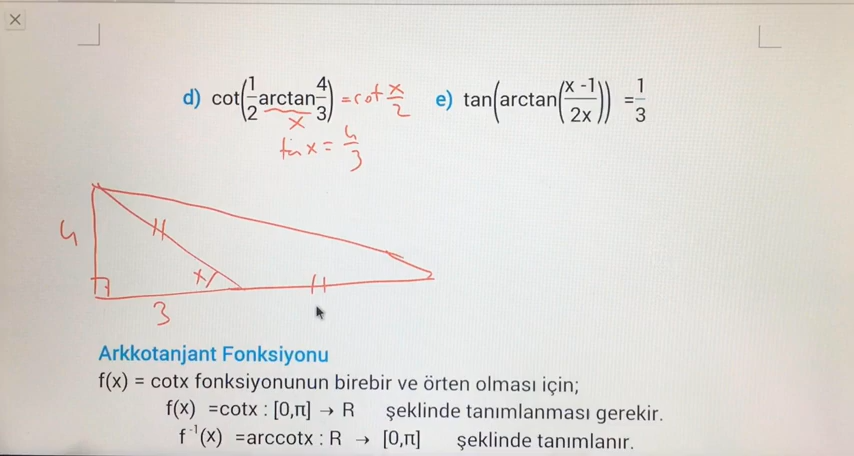 d) cot(1/2 arctan 4/3) = cot x/2   e) tan(arctan((x -1)/(2x))) = 1/3
x
tan x = 4/3
4
x
3
Arkkotanjant Fonksiyonu
f(x) = cotx fonksiyonunun birebir ve örten olması için;
f(x) =cotx : [0,π] → R şeklinde tanımlanması gerekir.
f⁻¹(x) =arccotx : R → [0,π] şeklinde tanımlanır.